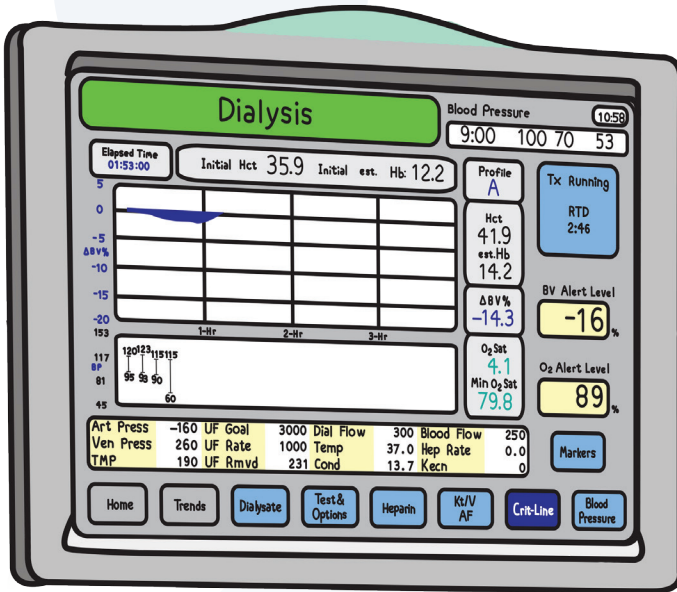 Dialysis
Blood Pressure
10:58
9:00 100 70 53
Elapsed Time
01:53:00
Initial Hct 35.9 Initial est. Hb: 12.2
Profile
A
Tx Running
RTD
2:46
5
0
-5
ΔBV%
-10
-15
-20
1-Hr 2-Hr 3-Hr
Hct
41.9
est.Hb
14.2
ΔBV%
-14.3
BV Alert Level
-16 %
O2Sat
4.1
Min O2Sat
79.8
O2 Alert Level
89 %
153
117
BP
81
45
120 123 115 115
95 93 90
60
Art Press -160 UF Goal 3000 Dial Flow 300 Blood Flow 250
Ven Press 260 UF Rate 1000 Temp 37.0 Hep Rate 0.0
TMP 190 UF Rmvd 231 Cond 13.7 Kecn 0
Markers
Home
Trends
Dialysate
Test &
Options
Heparin
Kt/V
AF
Crit-Line
Blood
Pressure